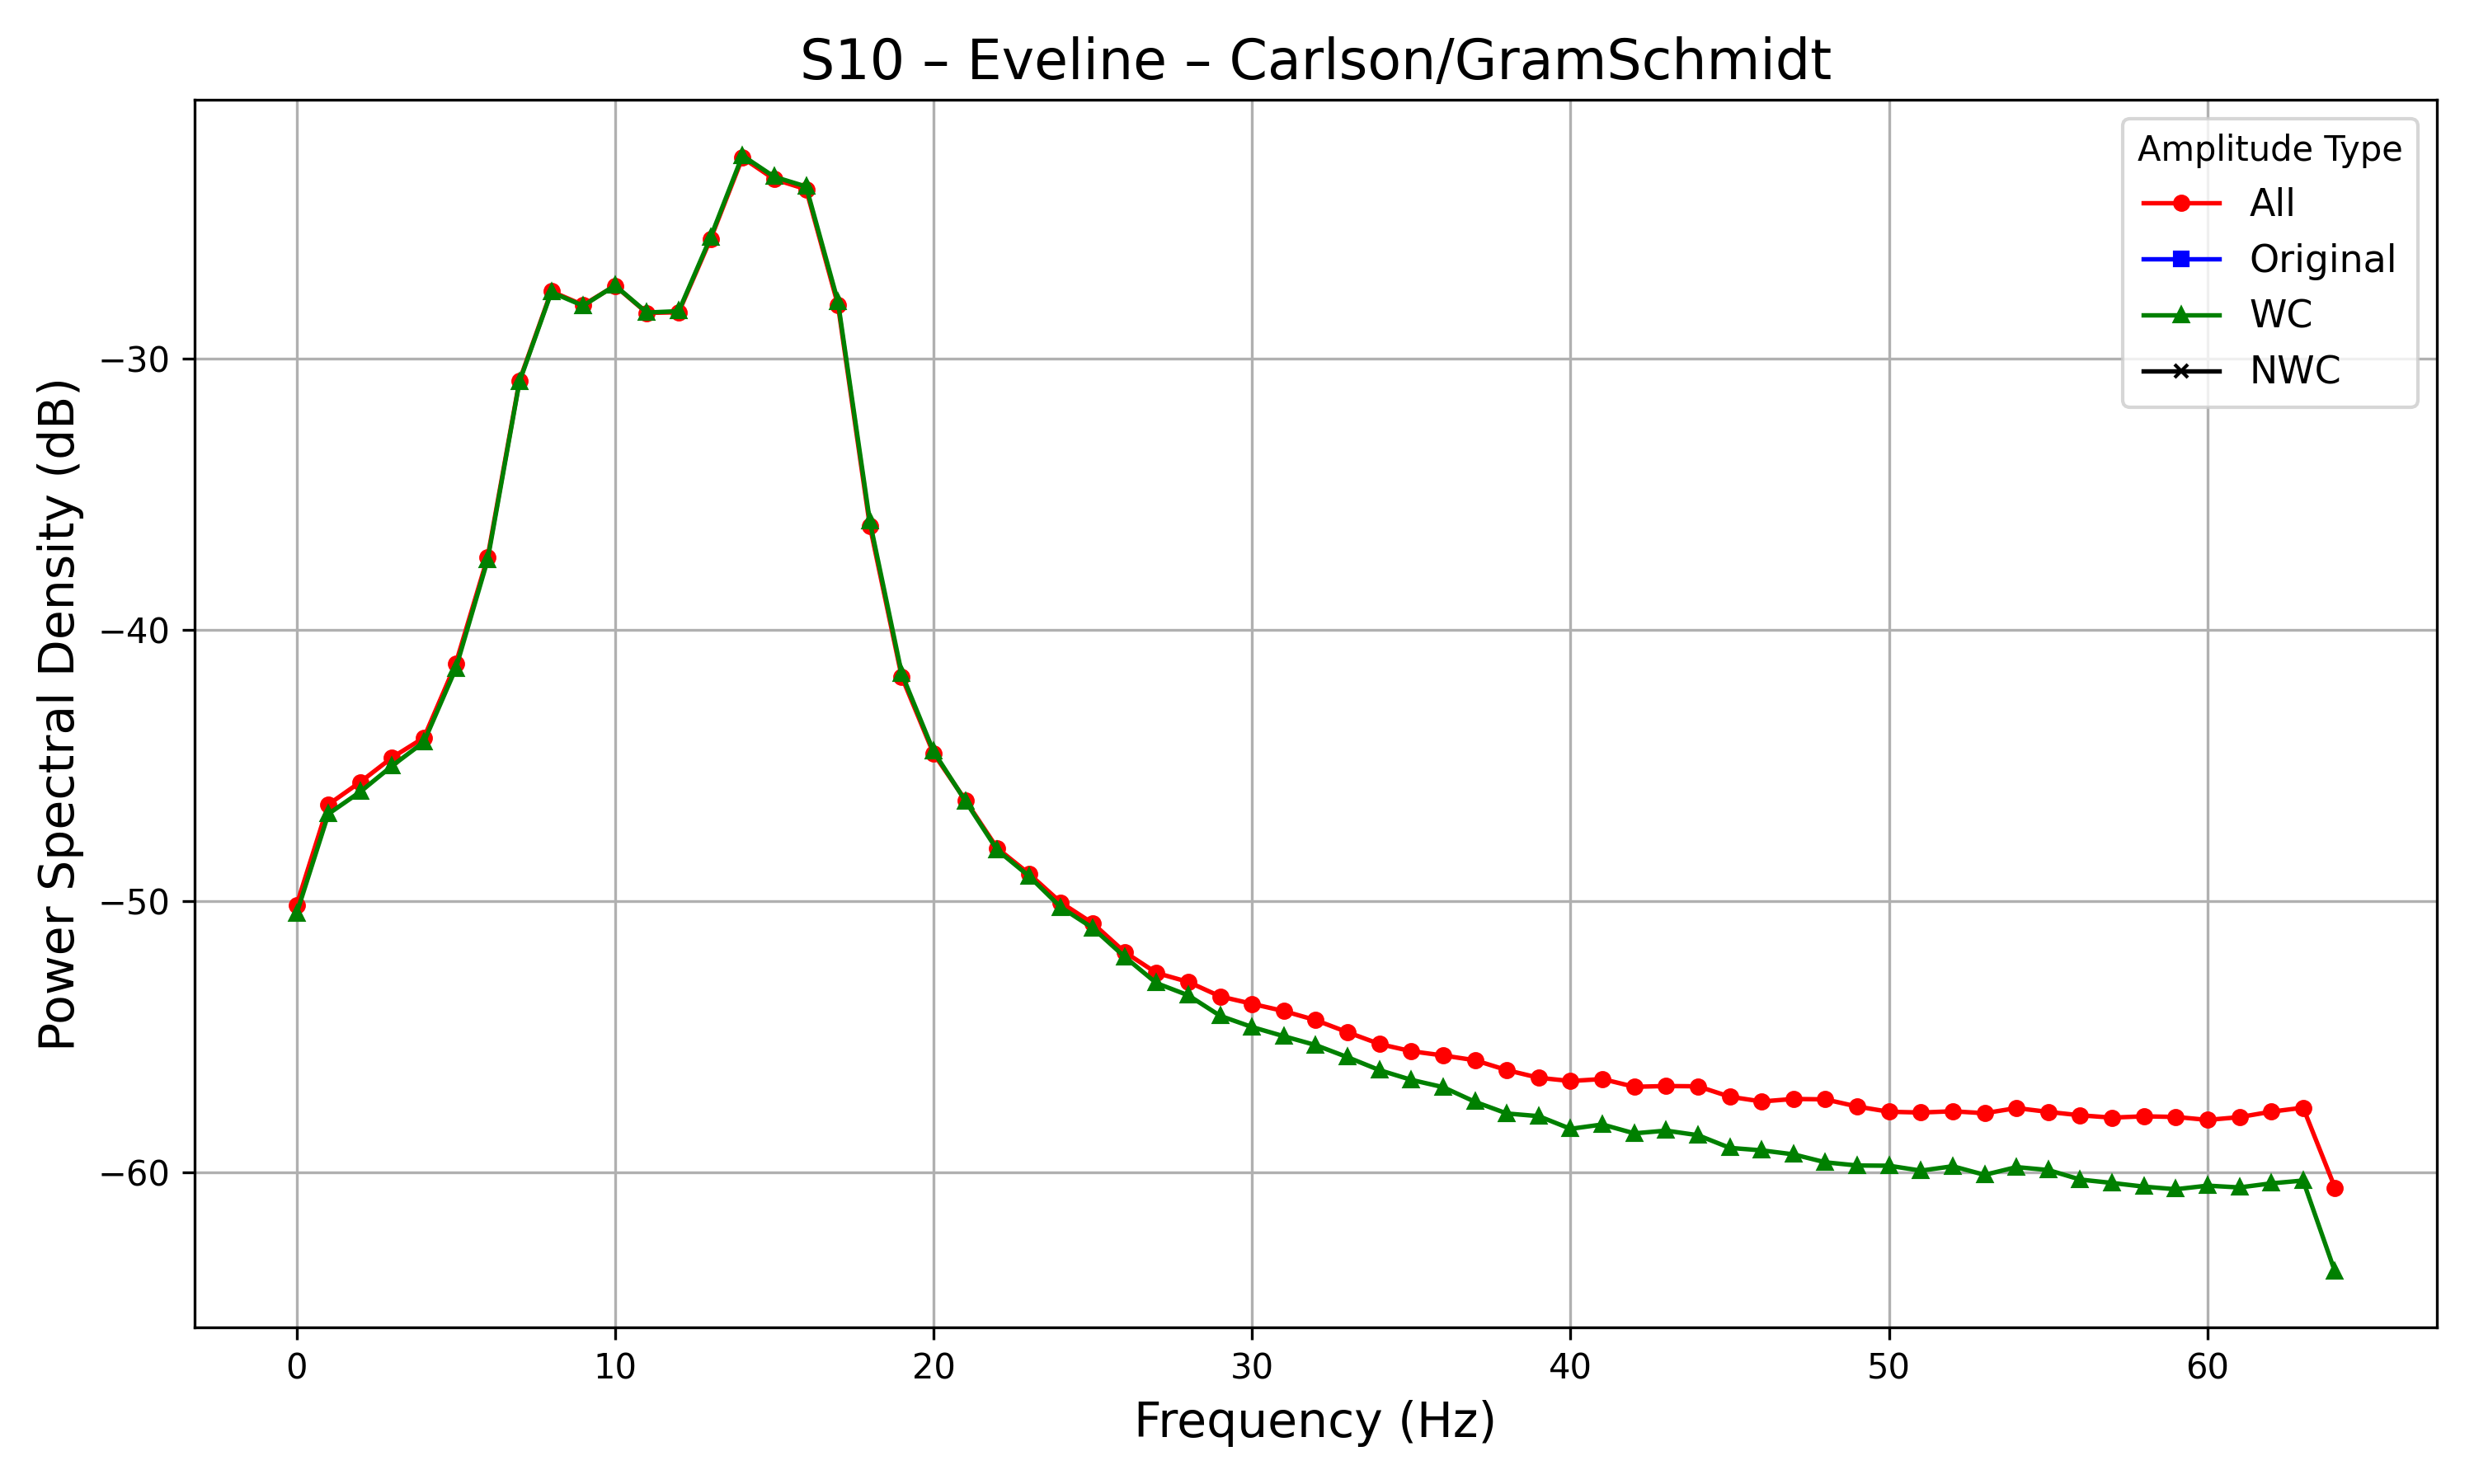 S10 – Eveline – Carlson/GramSchmidt
Amplitude Type
All
Original
WC
NWC
Power Spectral Density (dB)
−30
−40
−50
−60
0 10 20 30 40 50 60
Frequency (Hz)